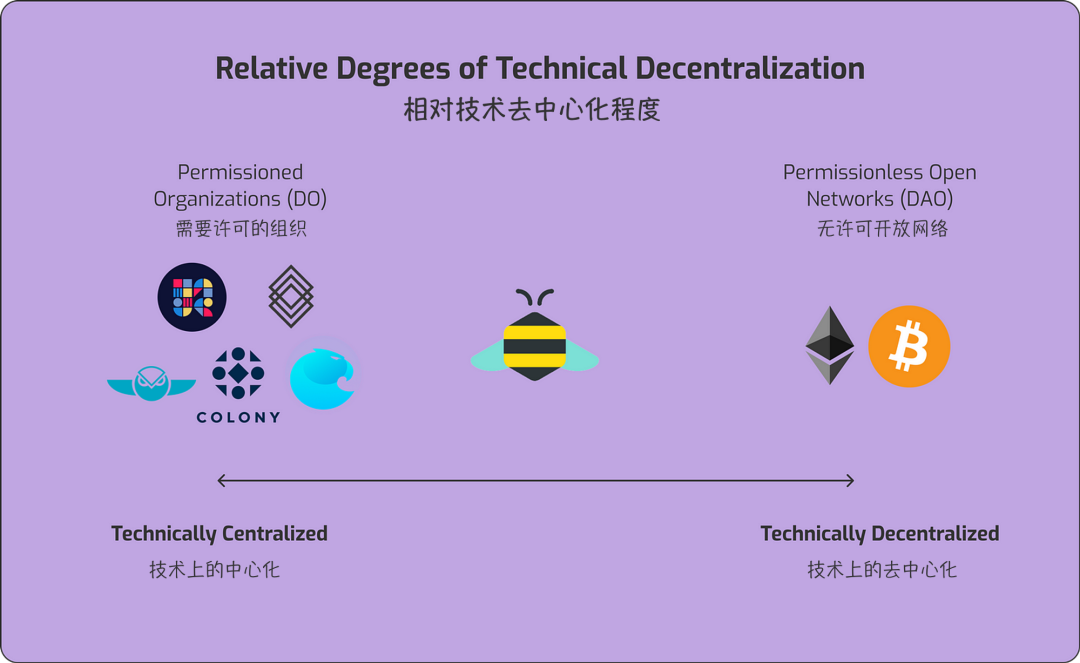 Relative Degrees of Technical Decentralization
相对技术去中心化程度
Permissioned
Organizations (DO)
需要许可的组织
Permissionless Open
Networks (DAO)
无许可开放网络
COLONY
Technically Centralized
技术上的中心化
Technically Decentralized
技术上的去中心化